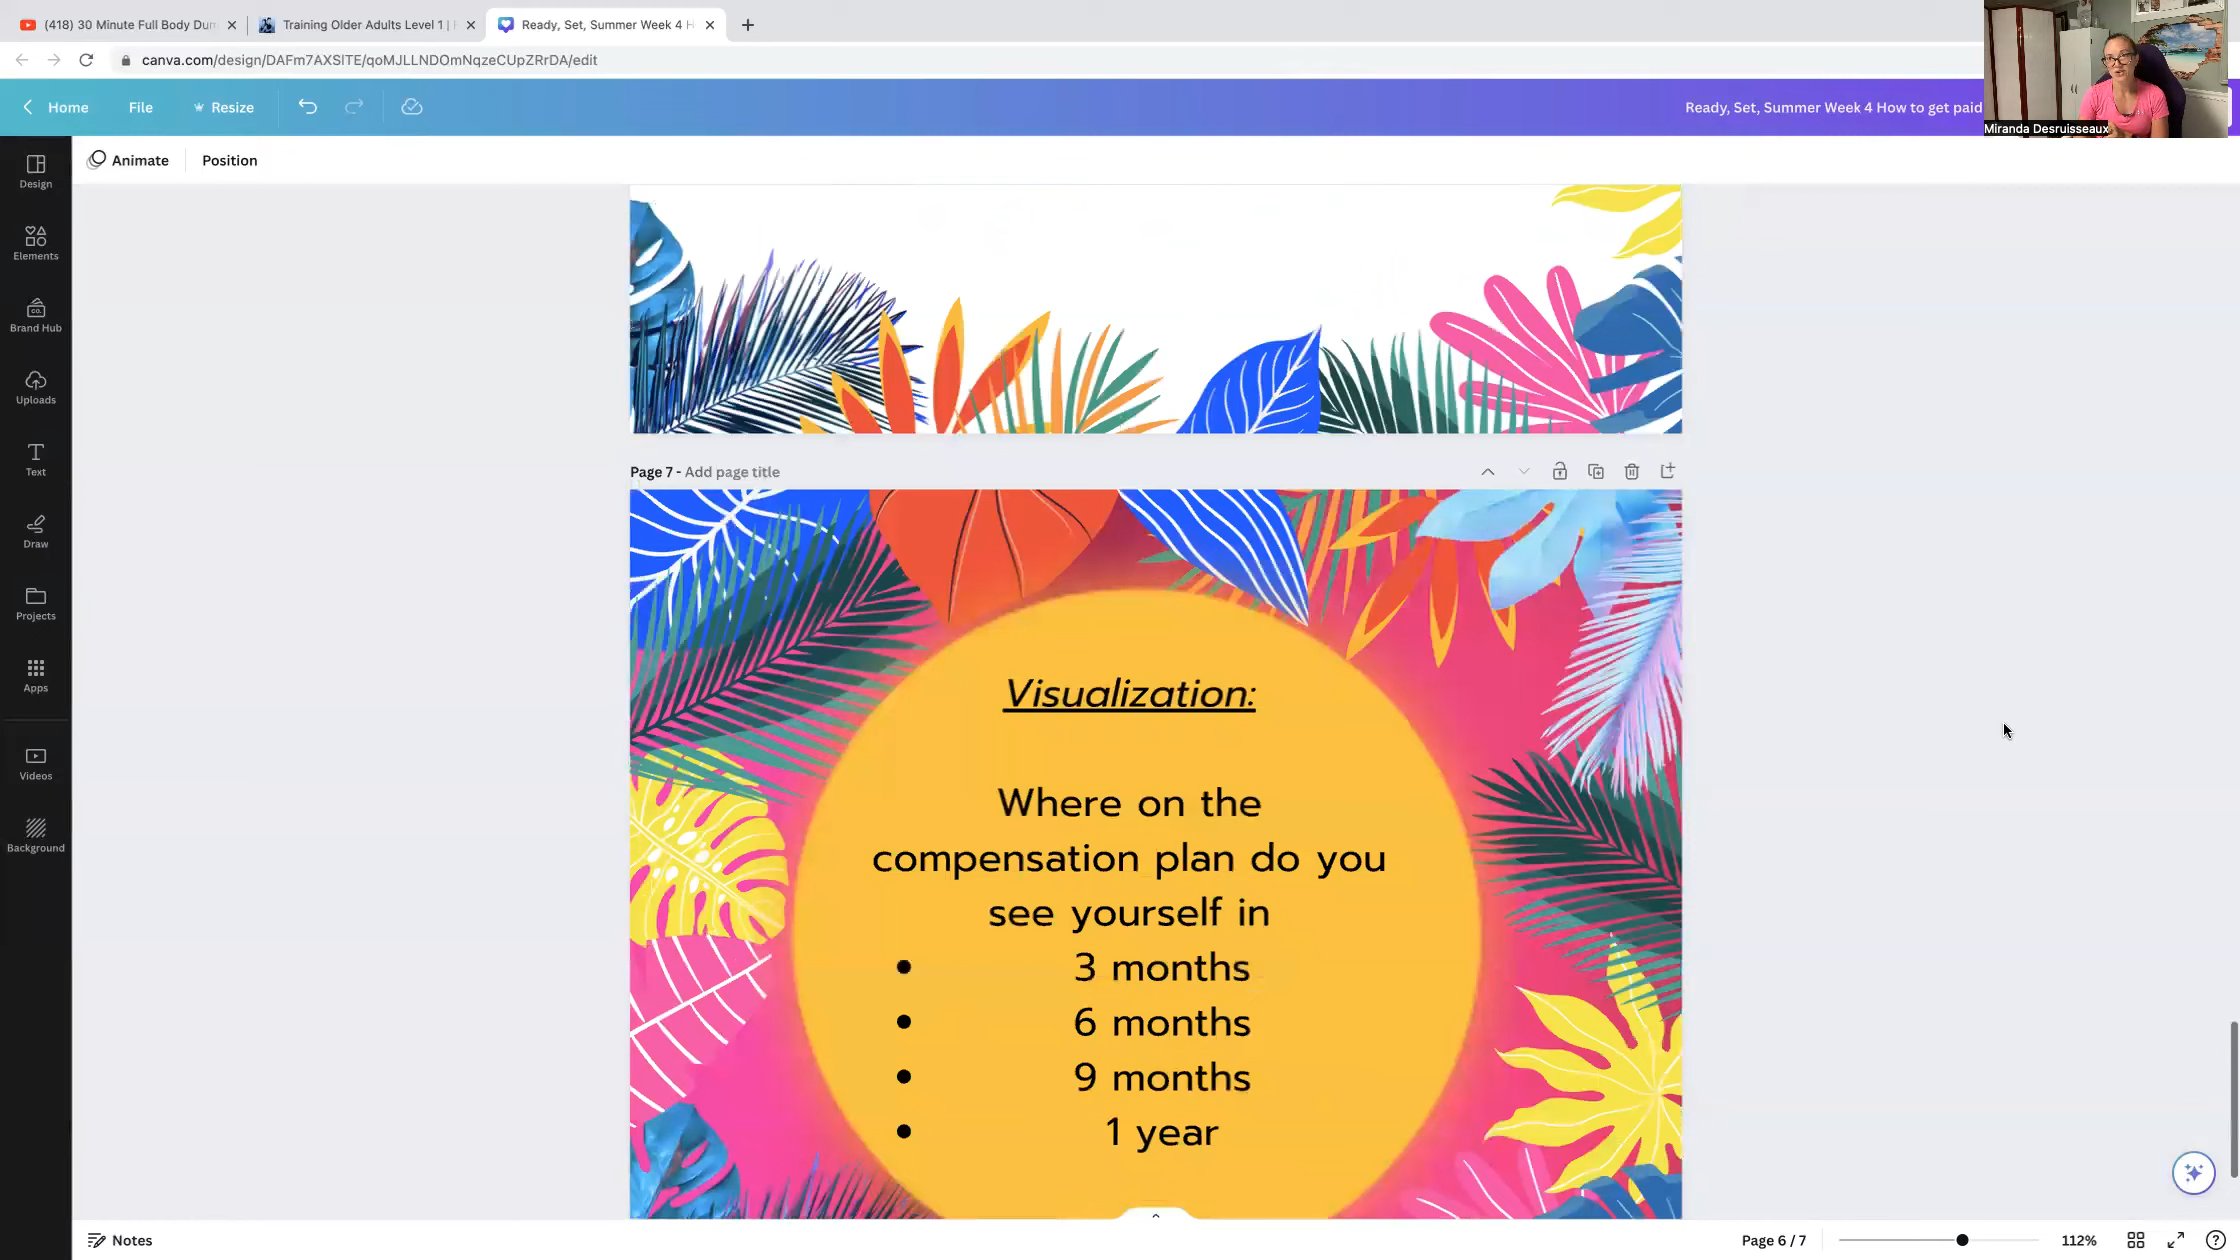 (418) 30 Minute Full Body Dum
Training Older Adults Level 1 |
Ready, Set, Summer Week 4 H
canva.com/design/DAFm7AXSlTE/qoMJLLNDOmNqzeCUpZRrDA/edit
Home
File
Resize
Ready, Set, Summer Week 4 How to get paid
Miranda Desruisseaux
Animate
Position
Design
Elements
Brand Hub
Uploads
Text
Draw
Projects
Apps
Videos
Background
Page 7 - Add page title
Visualization:
Where on the
compensation plan do you
see yourself in
• 3 months
• 6 months
• 9 months
• 1 year
Notes
Page 6 / 7
112%